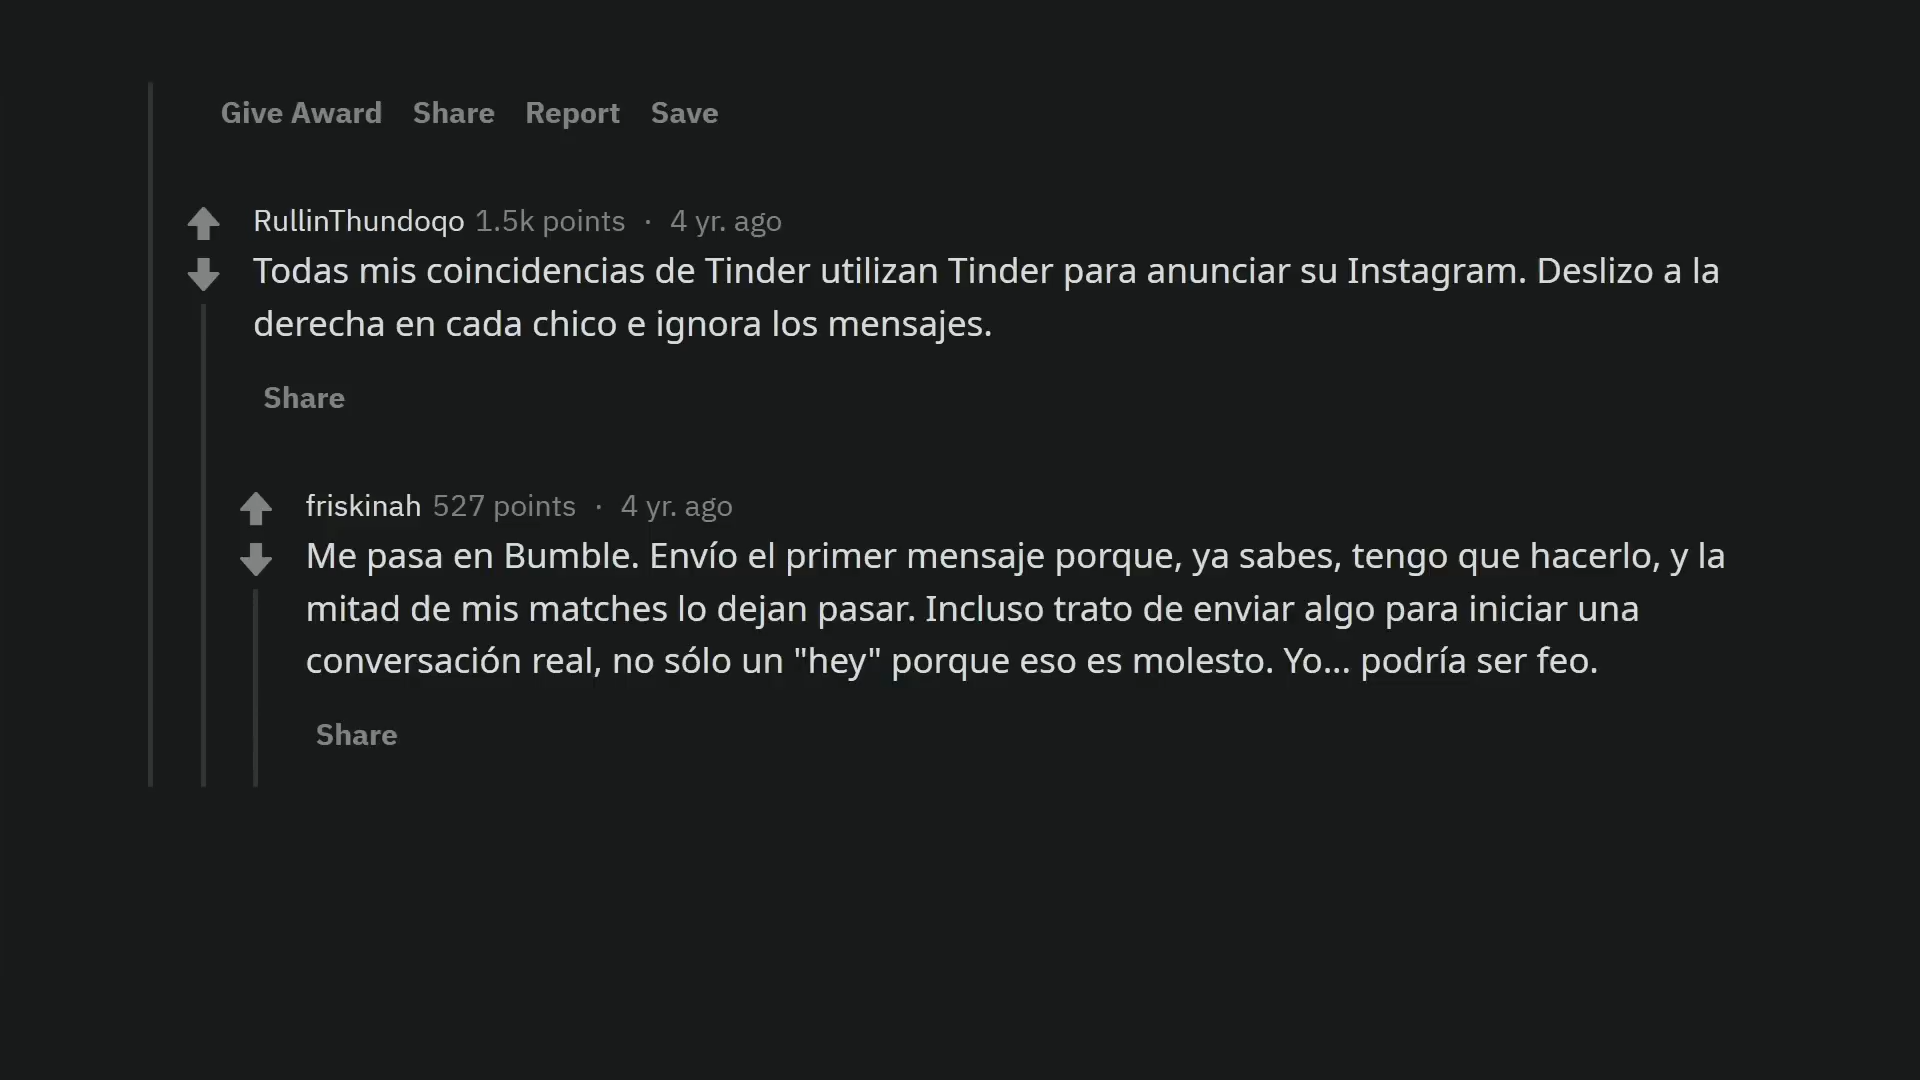 Give Award Share Report Save
RullinThundoqo 1.5k points · 4 yr. ago
Todas mis coincidencias de Tinder utilizan Tinder para anunciar su Instagram. Deslizo a la
derecha en cada chico e ignora los mensajes.
Share
friskinah 527 points · 4 yr. ago
Me pasa en Bumble. Envío el primer mensaje porque, ya sabes, tengo que hacerlo, y la
mitad de mis matches lo dejan pasar. Incluso trato de enviar algo para iniciar una
conversación real, no sólo un "hey" porque eso es molesto. Yo... podría ser feo.
Share